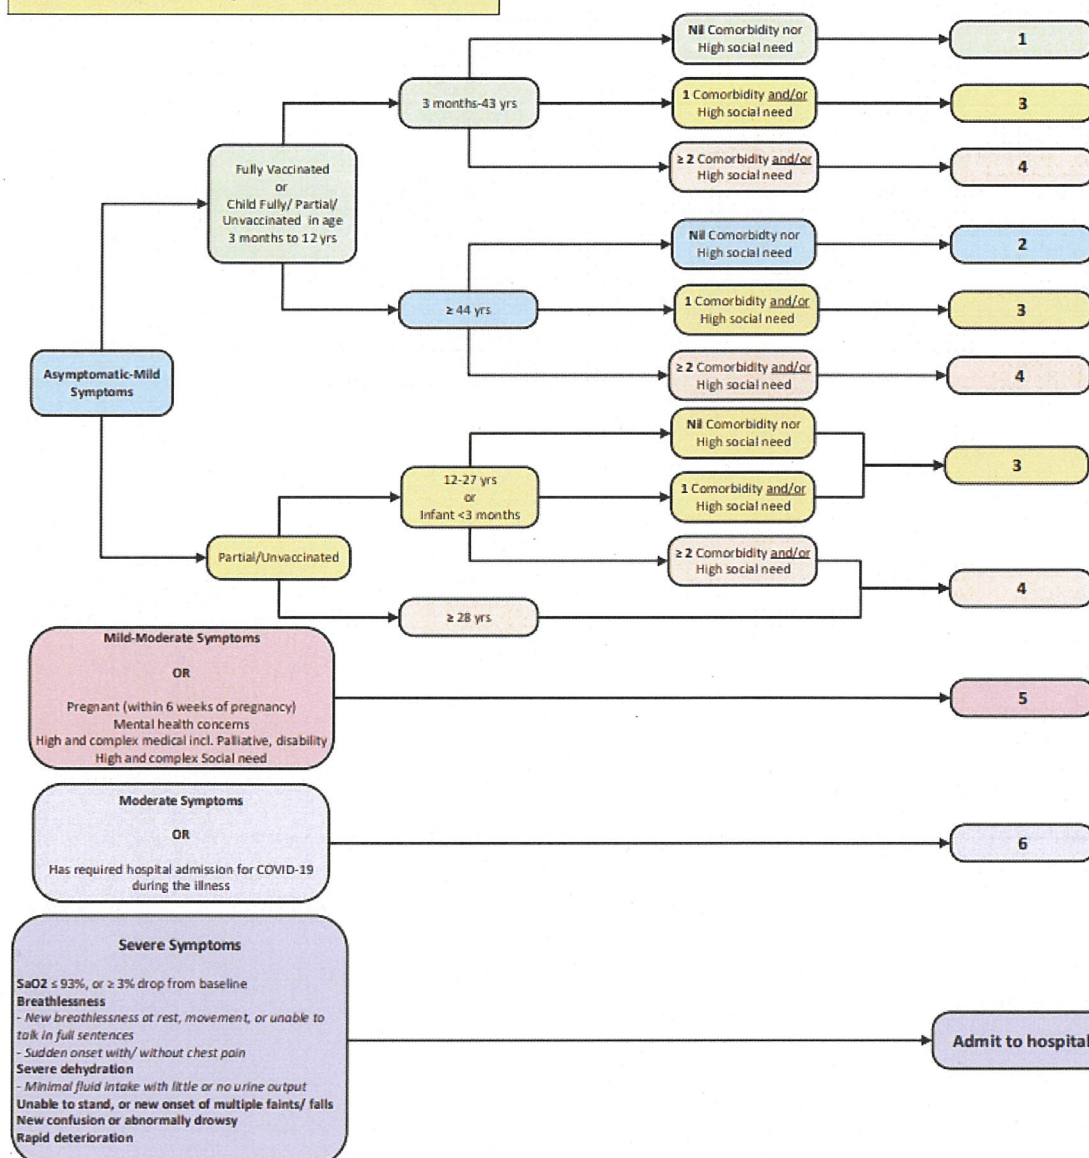 Nil Comorbidity nor
High social need
1
3 months-43 yrs
1 Comorbidity and/or
High social need
3
≥ 2 Comorbidity and/or
High social need
4
Fully Vaccinated
or
Child Fully/ Partial/
Unvaccinated in age
3 months to 12 yrs
Nil Comorbidty nor
High social need
2
≥ 44 yrs
1 Comorbidity and/or
High social need
3
≥ 2 Comorbidity and/or
High social need
4
Asymptomatic-Mild
Symptoms
Nil Comorbidity nor
High social need
12-27 yrs
or
Infant <3 months
1 Comorbidity and/or
High social need
3
Partial/Unvaccinated
≥ 2 Comorbidity and/or
High social need
≥ 28 yrs
4
Mild-Moderate Symptoms
OR
Pregnant (within 6 weeks of pregnancy)
Mental health concerns
High and complex medical incl. Palliative, disability
High and complex Social need
5
Moderate Symptoms
OR
Has required hospital admission for COVID-19
during the illness
6
Severe Symptoms
SaO2 ≤ 93%, or ≥ 3% drop from baseline
Breathlessness
- New breathlessness at rest, movement, or unable to
talk in full sentences
- Sudden onset with/ without chest pain
Severe dehydration
- Minimal fluid intake with little or no urine output
Unable to stand, or new onset of multiple faints/ falls
New confusion or abnormally drowsy
Rapid deterioration
Admit to hospital